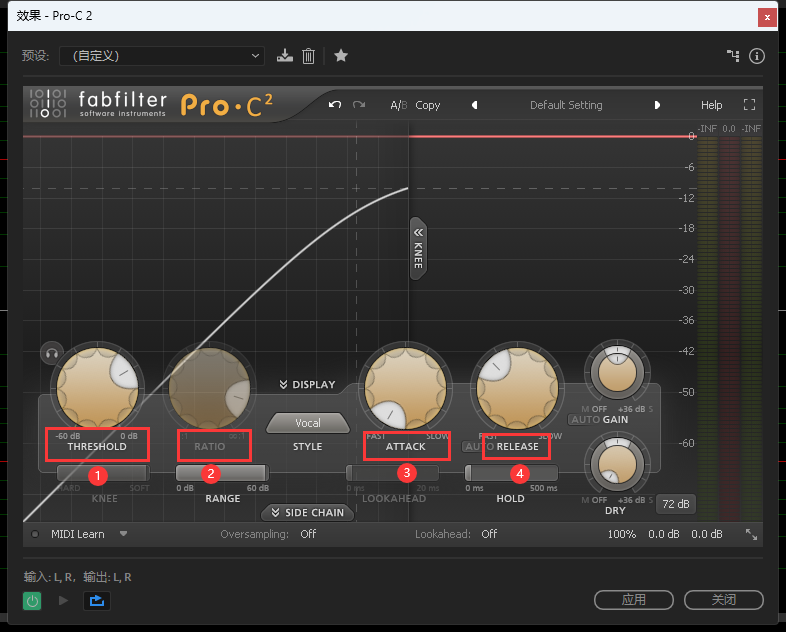 效果 - Pro-C 2
x
预设: (自定义)
fabfilter
software instruments
Pro·C²
A/B Copy Default Setting Help
-INF 0.0 -INF
0
-6
-12
-18
-24
-30
-36
-42
-50
-60
KNEE
DISPLAY
Vocal
STYLE
-60 dB 0 dB
THRESHOLD
1
HARD SOFT
KNEE
RATIO
2
0 dB 60 dB
RANGE
FAST SLOW
ATTACK
3
LOOKAHEAD
FAST SLOW
AUTO RELEASE
4
0 ms 500 ms
HOLD
M OFF +36 dB S
AUTO GAIN
M OFF +36 dB S
DRY
72 dB
SIDE CHAIN
MIDI Learn Oversampling: Off Lookahead: Off 100% 0.0 dB 0.0 dB
输入: L, R, 输出: L, R
应用 关闭